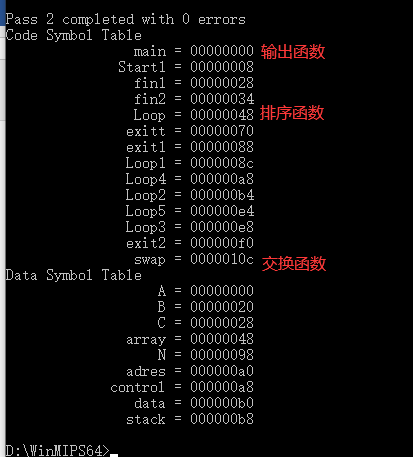 Pass 2 completed with 0 errors
Code Symbol Table
main = 00000000 输出函数
Start1 = 00000008
fin1 = 00000028
fin2 = 00000034
Loop = 00000048 排序函数
exitt = 00000070
exit1 = 00000088
Loop1 = 0000008c
Loop4 = 000000a8
Loop2 = 000000b4
Loop5 = 000000e4
Loop3 = 000000e8
exit2 = 000000f0
swap = 0000010c 交换函数
Data Symbol Table
A = 00000000
B = 00000020
C = 00000028
array = 00000048
N = 00000098
adres = 000000a0
control = 000000a8
data = 000000b0
stack = 000000b8
D:\WinMIPS64>